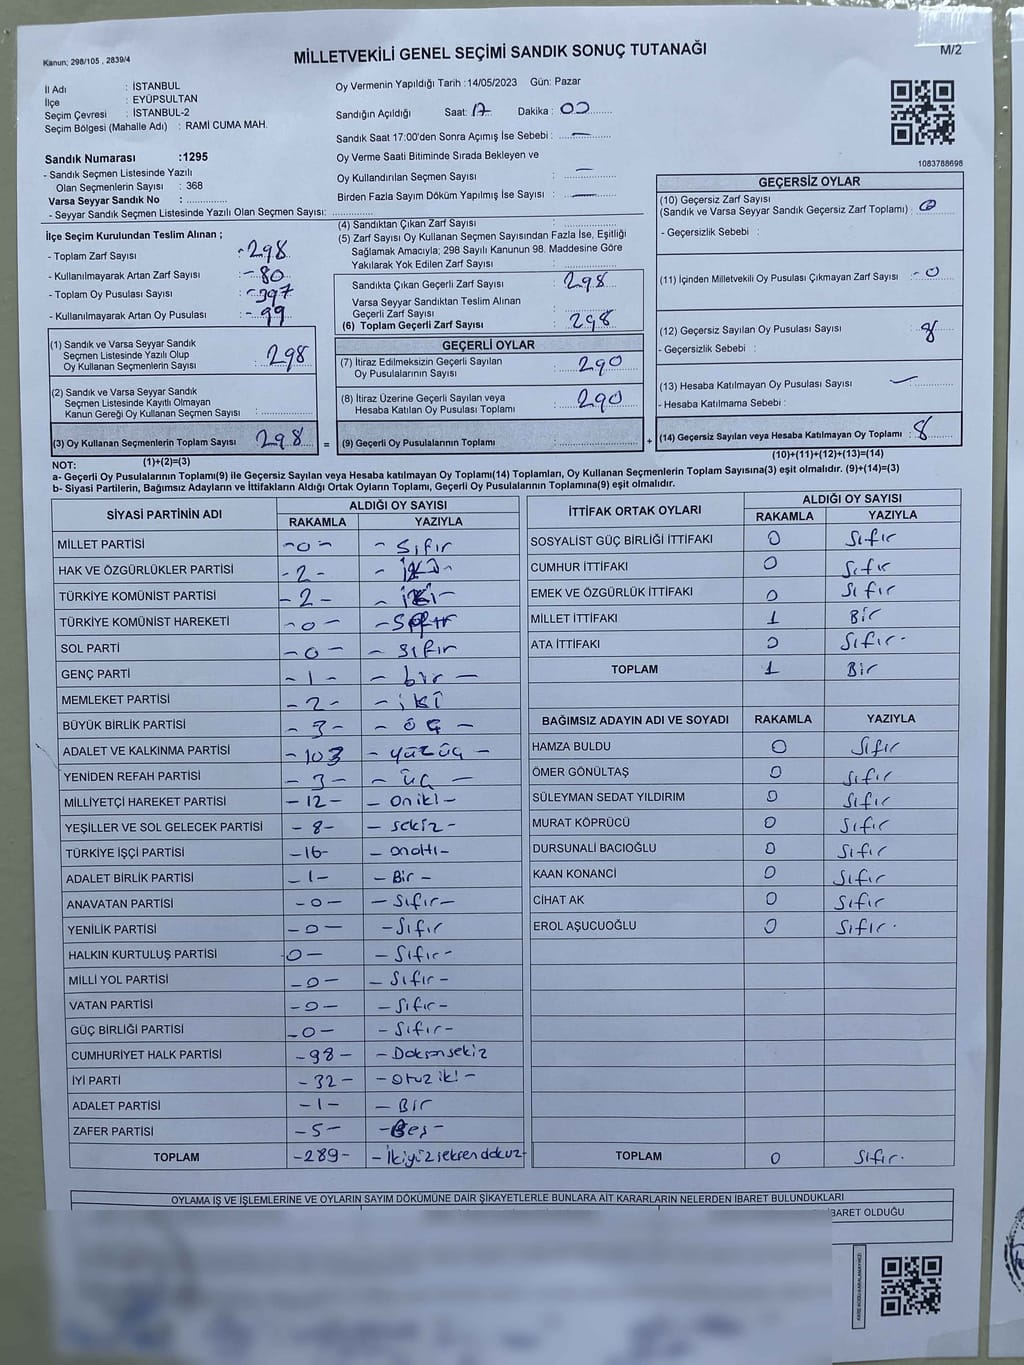 Kanun; 298/105 , 2839/4
MİLLETVEKİLİ GENEL SEÇİMİ SANDIK SONUÇ TUTANAĞI
M/2
İl Adı : İSTANBUL
İlçe : EYÜPSULTAN
Seçim Çevresi : İSTANBUL-2
Seçim Bölgesi (Mahalle Adı) : RAMİ CUMA MAH.
Sandık Numarası :1295
- Sandık Seçmen Listesinde Yazılı
Olan Seçmenlerin Sayısı : 368
Varsa Seyyar Sandık No :
- Seyyar Sandık Seçmen Listesinde Yazılı Olan Seçmen Sayısı:
Oy Vermenin Yapıldığı Tarih :14/05/2023 Gün: Pazar
Sandığın Açıldığı Saat: 17 Dakika : 00
Sandık Saat 17:00'den Sonra Açımış İse Sebebi : —
Oy Verme Saati Bitiminde Sırada Bekleyen ve
Oy Kullandırılan Seçmen Sayısı : —
Birden Fazla Sayım Döküm Yapılmış İse Sayısı : —
1083788698
İlçe Seçim Kurulundan Teslim Alınan ;
- Toplam Zarf Sayısı : 298
- Kullanılmayarak Artan Zarf Sayısı : -80
- Toplam Oy Pusulası Sayısı : -397
- Kullanılmayarak Artan Oy Pusulası : -99
(1) Sandık ve Varsa Seyyar Sandık
Seçmen Listesinde Yazılı Olup
Oy Kullanan Seçmenlerin Sayısı : 298
(2) Sandık ve Varsa Seyyar Sandık
Seçmen Listesinde Kayıtlı Olmayan
Kanun Gereği Oy Kullanan Seçmen Sayısı :
(3) Oy Kullanan Seçmenlerin Toplam Sayısı 298 =
(1)+(2)=(3)
(4) Sandıktan Çıkan Zarf Sayısı :
(5) Zarf Sayısı Oy Kullanan Seçmen Sayısından Fazla İse, Eşitliği
Sağlamak Amacıyla; 298 Sayılı Kanunun 98. Maddesine Göre
Yakılarak Yok Edilen Zarf Sayısı :
Sandıkta Çıkan Geçerli Zarf Sayısı : 298
Varsa Seyyar Sandıktan Teslim Alınan
Geçerli Zarf Sayısı :
(6) Toplam Geçerli Zarf Sayısı : 298
GEÇERLİ OYLAR
(7) İtiraz Edilmeksizin Geçerli Sayılan
Oy Pusulalarının Sayısı : 290
(8) İtiraz Üzerine Geçerli Sayılan veya
Hesaba Katılan Oy Pusulası Toplamı : 290
(9) Geçerli Oy Pusulalarının Toplamı : +
GEÇERSİZ OYLAR
(10) Geçersiz Zarf Sayısı
(Sandık ve Varsa Seyyar Sandık Geçersiz Zarf Toplamı) : 0
- Geçersizlik Sebebi :
(11) İçinden Milletvekili Oy Pusulası Çıkmayan Zarf Sayısı : -0
(12) Geçersiz Sayılan Oy Pusulası Sayısı : 8
- Geçersizlik Sebebi :
(13) Hesaba Katılmayan Oy Pusulası Sayısı : —
- Hesaba Katılmama Sebebi :
(14) Geçersiz Sayılan veya Hesaba Katılmayan Oy Toplamı : 8
(10)+(11)+(12)+(13)=(14)
NOT:
a- Geçerli Oy Pusulalarının Toplamı(9) ile Geçersiz Sayılan veya Hesaba katılmayan Oy Toplamı(14) Toplamları, Oy Kullanan Seçmenlerin Toplam Sayısına(3) eşit olmalıdır. (9)+(14)=(3)
b- Siyasi Partilerin, Bağımsız Adayların ve İttifakların Aldığı Ortak Oyların Toplamı, Geçerli Oy Pusulalarının Toplamına(9) eşit olmalıdır.
SİYASİ PARTİNİN ADI ALDIĞI OY SAYISI
RAKAMLA YAZIYLA
MİLLET PARTİSİ -0- - Sıfır
HAK VE ÖZGÜRLÜKLER PARTİSİ -2- - İKİ-
TÜRKİYE KOMÜNİST PARTİSİ -2- - İKİ-
TÜRKİYE KOMÜNİST HAREKETİ -0- - Sıfır
SOL PARTİ -0- - Sıfır
GENÇ PARTİ -1- - bir -
MEMLEKET PARTİSİ -2- - iki
BÜYÜK BİRLİK PARTİSİ -3- - üç -
ADALET VE KALKINMA PARTİSİ -103 - yüzüç -
YENİDEN REFAH PARTİSİ -3- - üç -
MİLLİYETÇİ HAREKET PARTİSİ -12- - oniki -
YEŞİLLER VE SOL GELECEK PARTİSİ -8- - sekiz -
TÜRKİYE İŞÇİ PARTİSİ -16- - onaltı-
ADALET BİRLİK PARTİSİ -1- - Bir -
ANAVATAN PARTİSİ -0- - Sıfır-
YENİLİK PARTİSİ -0- -Sıfır
HALKIN KURTULUŞ PARTİSİ -0- - Sıfır-
MİLLİ YOL PARTİSİ -0- - Sıfır-
VATAN PARTİSİ -0- - Sıfır-
GÜÇ BİRLİĞİ PARTİSİ -0- - Sıfır-
CUMHURİYET HALK PARTİSİ -98- - Doksansekiz
İYİ PARTİ -32- - otuz iki -
ADALET PARTİSİ -1- - Bir
ZAFER PARTİSİ -5- -Beş-
TOPLAM -289- - İkiyüzseksendokuz-
İTTİFAK ORTAK OYLARI ALDIĞI OY SAYISI
RAKAMLA YAZIYLA
SOSYALİST GÜÇ BİRLİĞİ İTTİFAKI 0 Sıfır
CUMHUR İTTİFAKI 0 Sıfır
EMEK VE ÖZGÜRLÜK İTTİFAKI 0 Sıfır
MİLLET İTTİFAKI 1 Bir
ATA İTTİFAKI 0 Sıfır.
TOPLAM 1 Bir
BAĞIMSIZ ADAYIN ADI VE SOYADI RAKAMLA YAZIYLA
HAMZA BULDU 0 Sıfır
ÖMER GÖNÜLTAŞ 0 Sıfır
SÜLEYMAN SEDAT YILDIRIM 0 Sıfır
MURAT KÖPRÜCÜ 0 Sıfır
DURSUNALİ BACIOĞLU 0 Sıfır
KAAN KONANCİ 0 Sıfır
CİHAT AK 0 Sıfır
EROL AŞUCUOĞLU 0 Sıfır.
TOPLAM 0 Sıfır.
OYLAMA İŞ VE İŞLEMLERİNE VE OYLARIN SAYIM DÖKÜMÜNE DAİR ŞİKAYETLERLE BUNLARA AİT KARARLARIN NELERDEN İBARET BULUNDUKLARI
BARET OLDUĞU